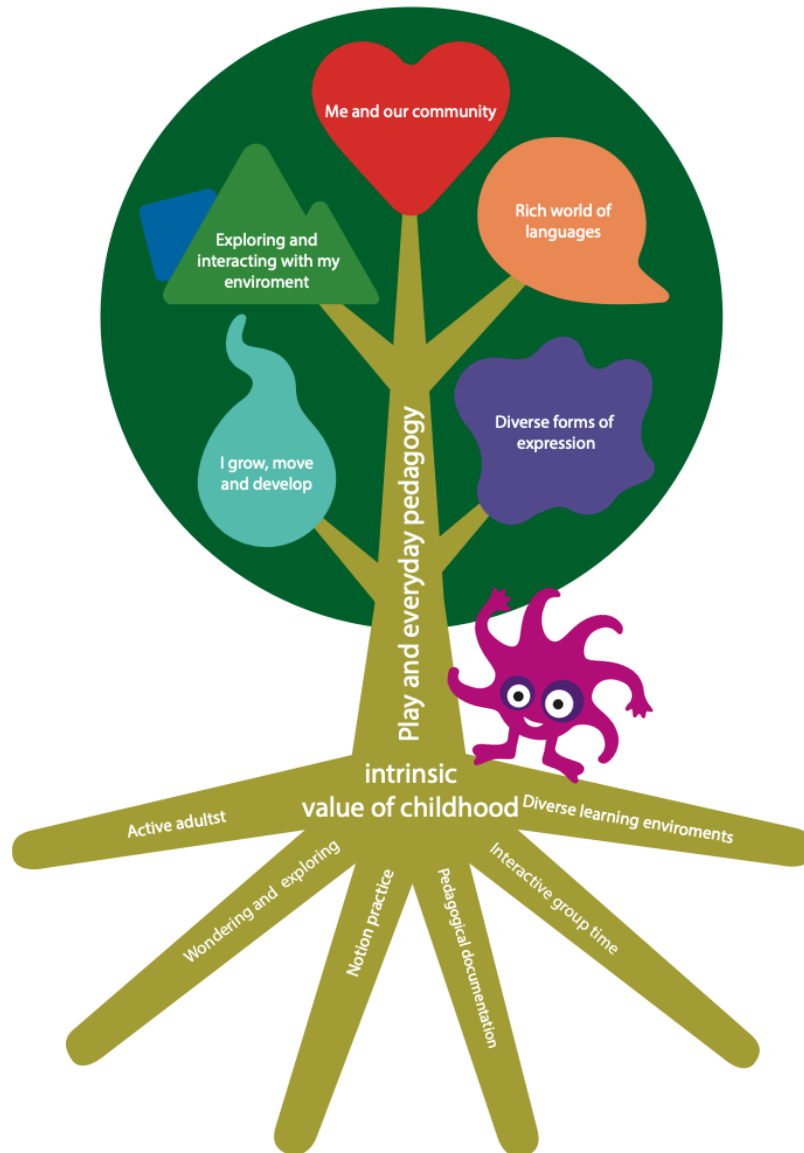 Me and our community
Rich world of
languages
Exploring and
interacting with my
enviroment
Diverse forms of
expression
I grow, move
and develop
Play and everyday pedagogy
intrinsic
value of childhood
Active adultst
Wondering and exploring
Notion practice
Pedagogical documentation
Interactive group time
Diverse learning enviroments